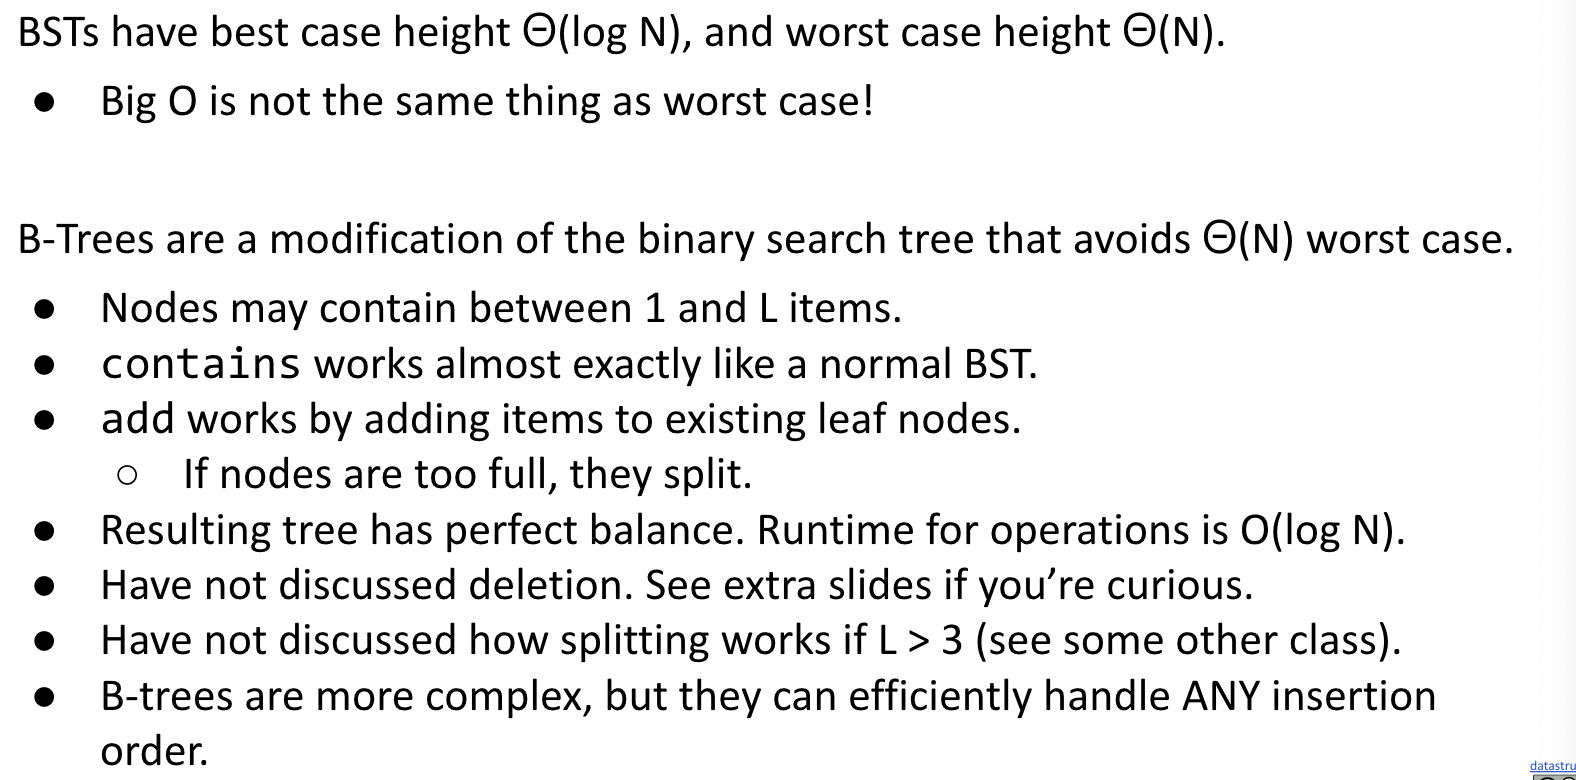 BSTs have best case height Θ(log N), and worst case height Θ(N).
● Big O is not the same thing as worst case!
B-Trees are a modification of the binary search tree that avoids Θ(N) worst case.
● Nodes may contain between 1 and L items.
● contains works almost exactly like a normal BST.
● add works by adding items to existing leaf nodes.
○ If nodes are too full, they split.
● Resulting tree has perfect balance. Runtime for operations is O(log N).
● Have not discussed deletion. See extra slides if you’re curious.
● Have not discussed how splitting works if L > 3 (see some other class).
● B-trees are more complex, but they can efficiently handle ANY insertion
order.
datastru